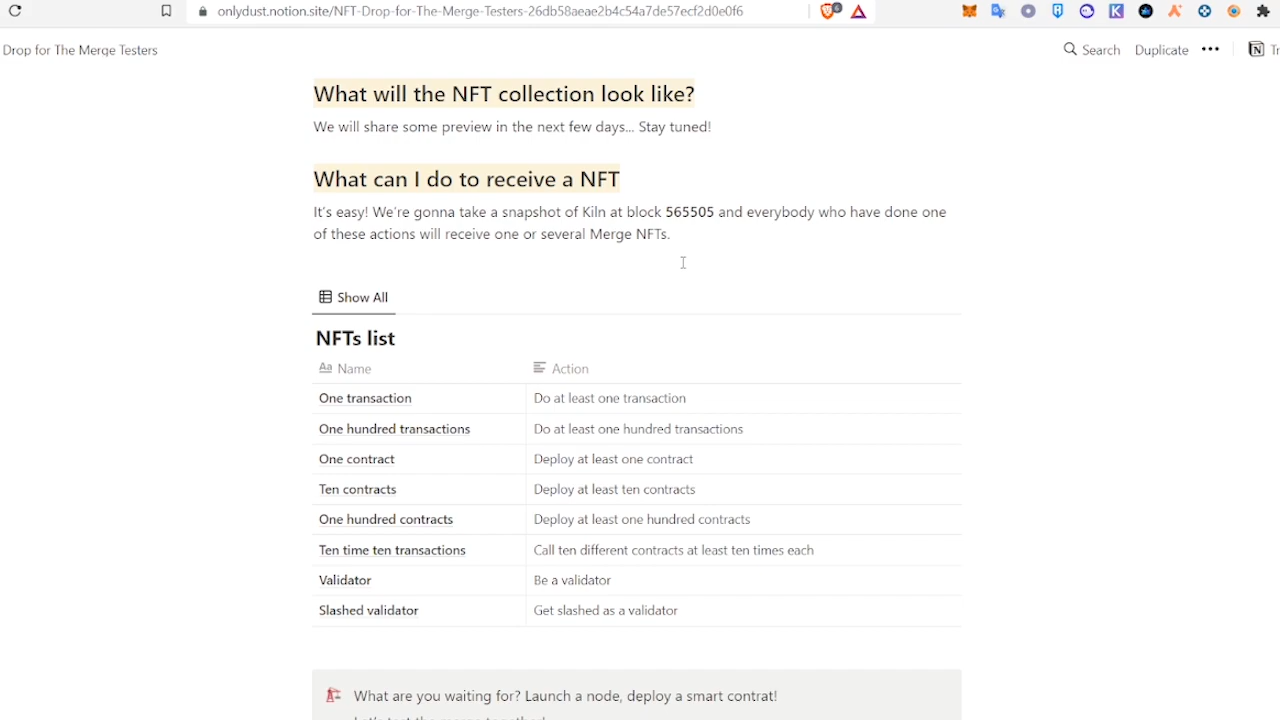 onlydust.notion.site/NFT-Drop-for-The-Merge-Testers-26db58aeae2b4c54a7de57ecf2d0e0f6
Drop for The Merge Testers
Search Duplicate
What will the NFT collection look like?
We will share some preview in the next few days... Stay tuned!
What can I do to receive a NFT
It's easy! We're gonna take a snapshot of Kiln at block 565505 and everybody who have done one
of these actions will receive one or several Merge NFTs.
Show All
NFTs list
Aa Name Action
One transaction Do at least one transaction
One hundred transactions Do at least one hundred transactions
One contract Deploy at least one contract
Ten contracts Deploy at least ten contracts
One hundred contracts Deploy at least one hundred contracts
Ten time ten transactions Call ten different contracts at least ten times each
Validator Be a validator
Slashed validator Get slashed as a validator
What are you waiting for? Launch a node, deploy a smart contrat!
Let's test the merge together!